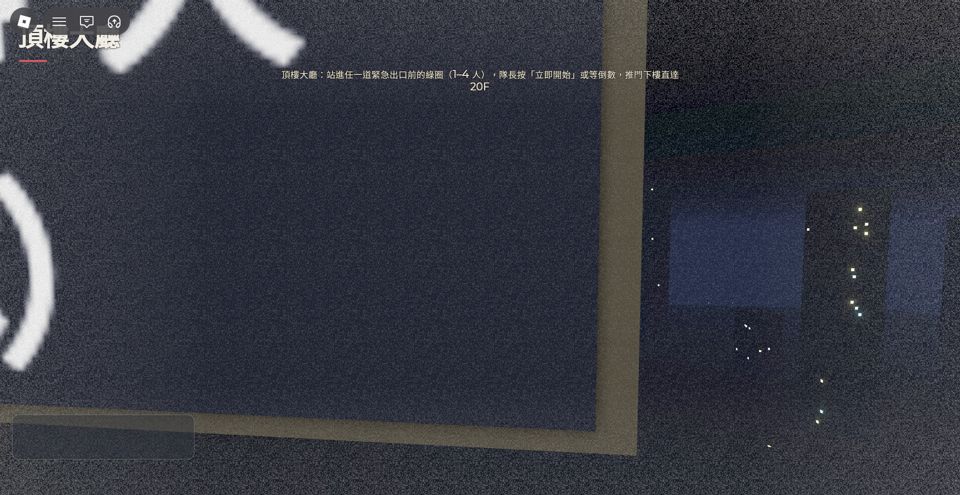 頂樓大廳
頂樓大廳：站進任一道緊急出口前的綠圈（1–4 人），隊長按「立即開始」或等倒數，推門下樓直達
20F